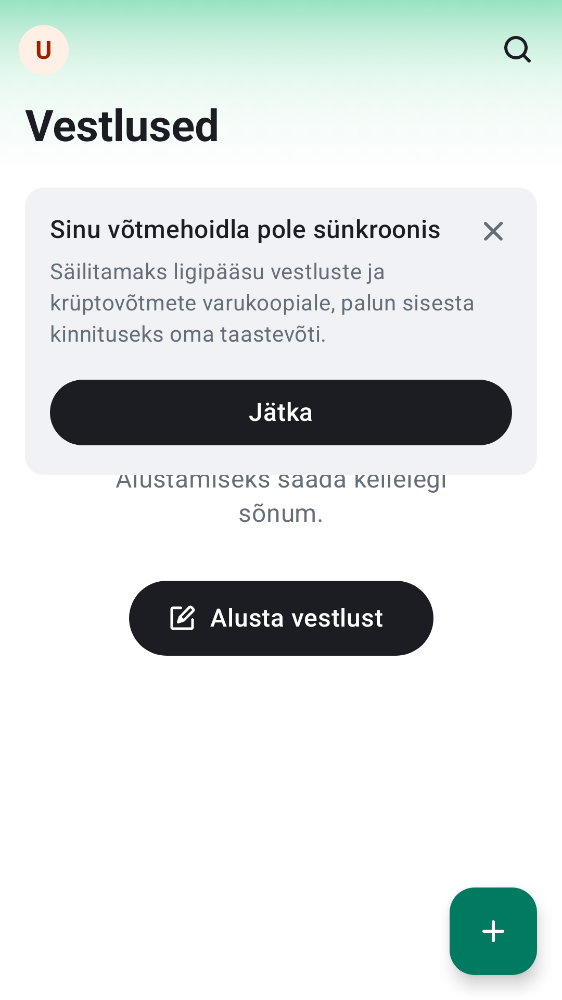 U
Vestlused
Sinu võtmehoidla pole sünkroonis
Säilitamaks ligipääsu vestluste ja
krüptovõtmete varukoopiale, palun sisesta
kinnituseks oma taastevõti.
Jätka
Alustamiseks saada kellelegi
sõnum.
Alusta vestlust